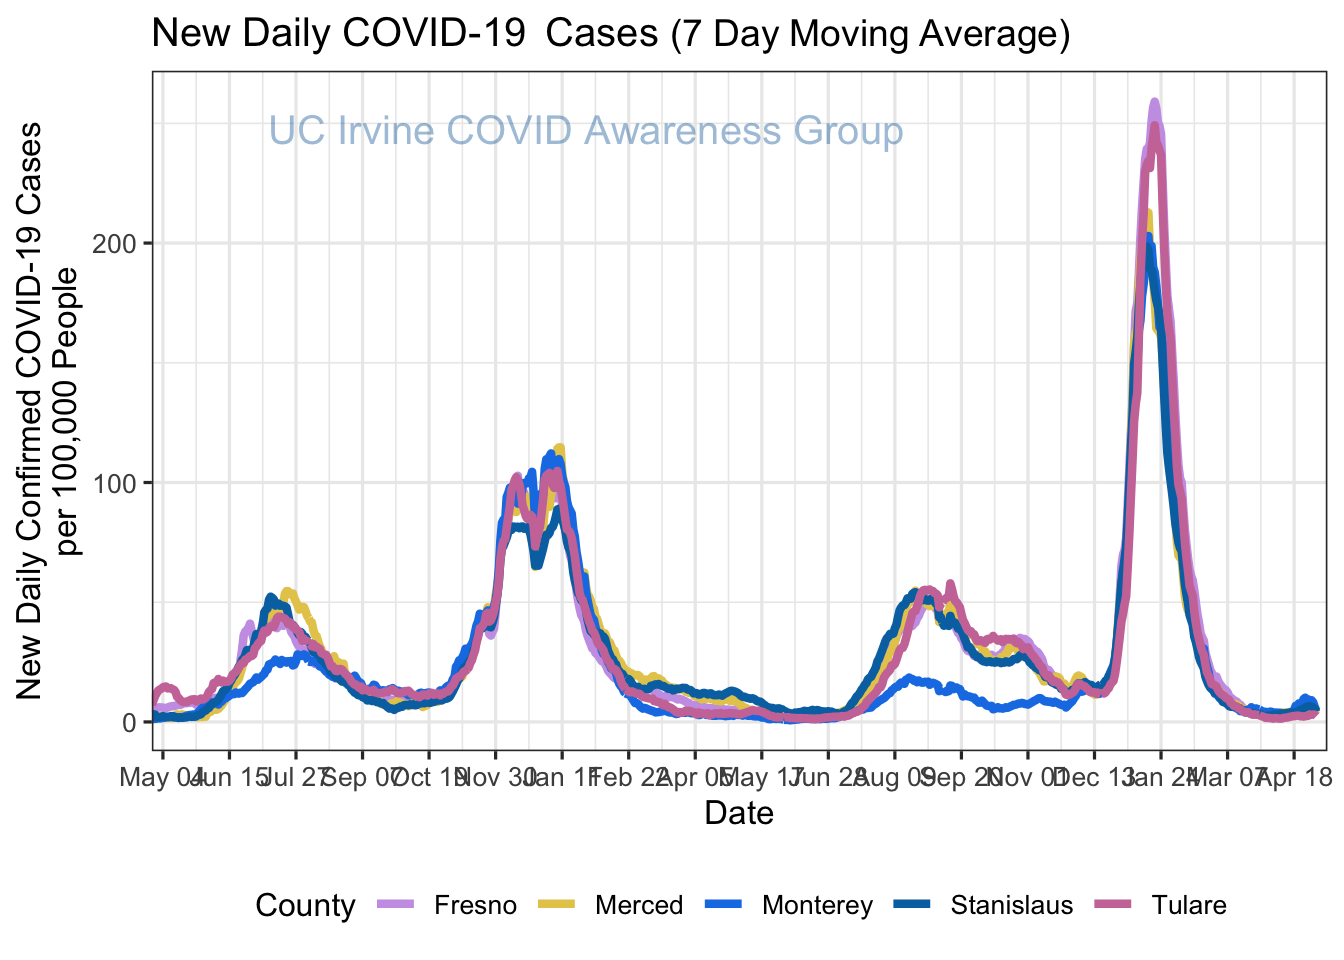 New Daily COVID-19  Cases (7 Day Moving Average)
UC Irvine COVID Awareness Group
New Daily Confirmed COVID-19 Cases
per 100,000 People
200
100
0
May 04 Jun 15 Jul 27 Sep 07 Oct 19 Nov 30 Jan 11 Feb 22 Apr 05 May 17 Jun 28 Aug 09 Sep 20 Nov 01 Dec 13 Jan 24 Mar 07 Apr 18
Date
County Fresno Merced Monterey Stanislaus Tulare